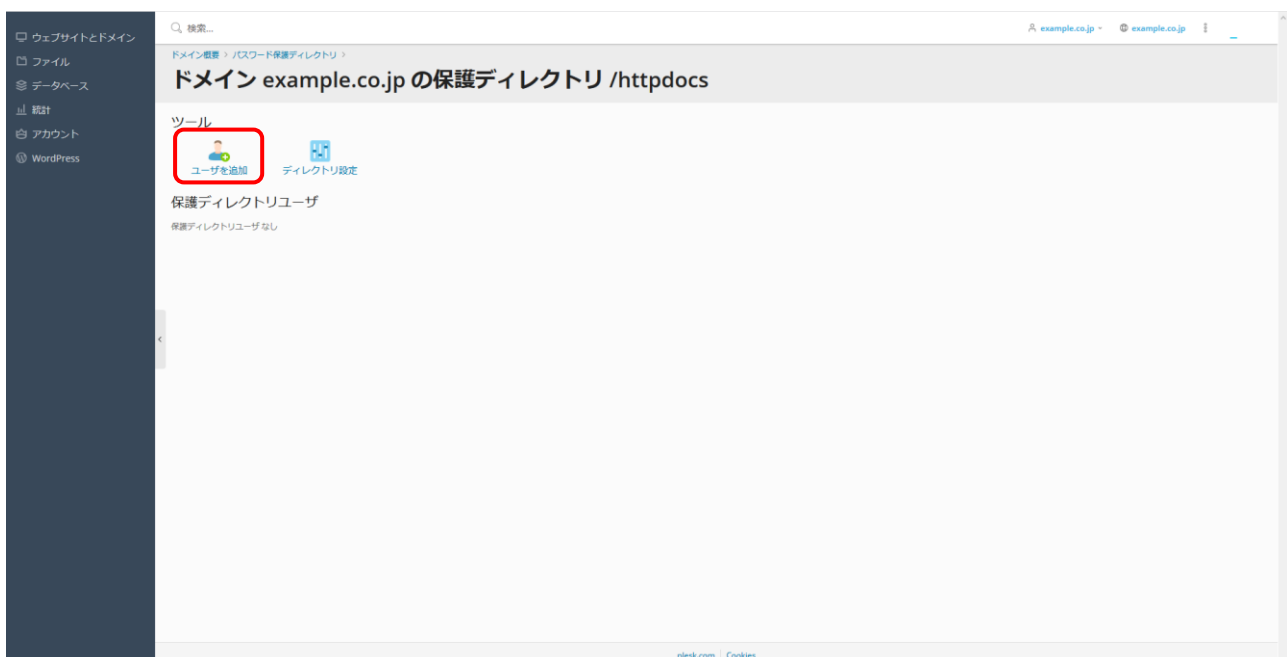 検索...
example.co.jp
example.co.jp
ウェブサイトとドメイン
ファイル
データベース
統計
アカウント
WordPress
ドメイン概要 > パスワード保護ディレクトリ >
ドメイン example.co.jp の保護ディレクトリ /httpdocs
ツール
ユーザを追加 ディレクトリ設定
保護ディレクトリユーザ
保護ディレクトリユーザ なし
plesk.com Cookies